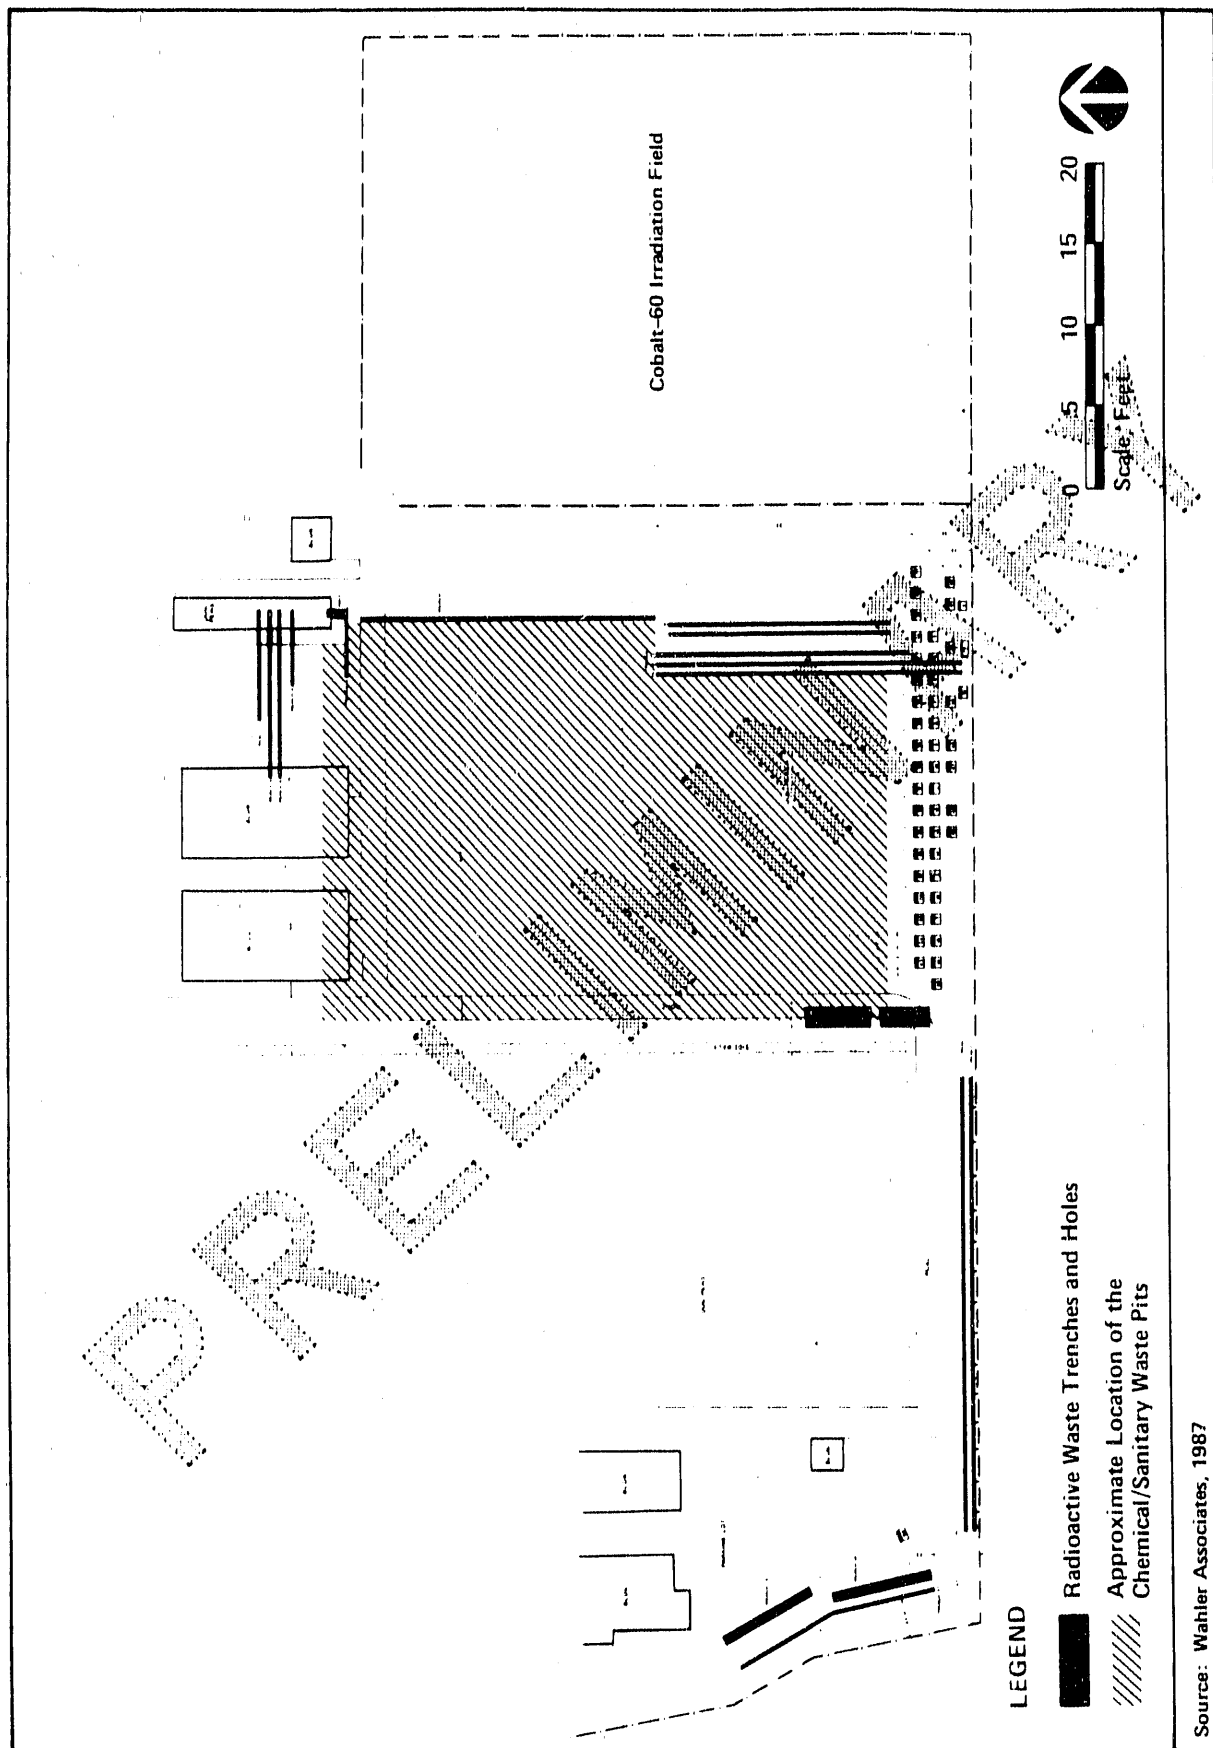 Cobalt-60 Irradiation Field
PRELIMINARY
0 5 10 15 20
Scale, Feet
LEGEND
Radioactive Waste Trenches and Holes
Approximate Location of the
Chemical/Sanitary Waste Pits
Source: Wahler Associates, 1987